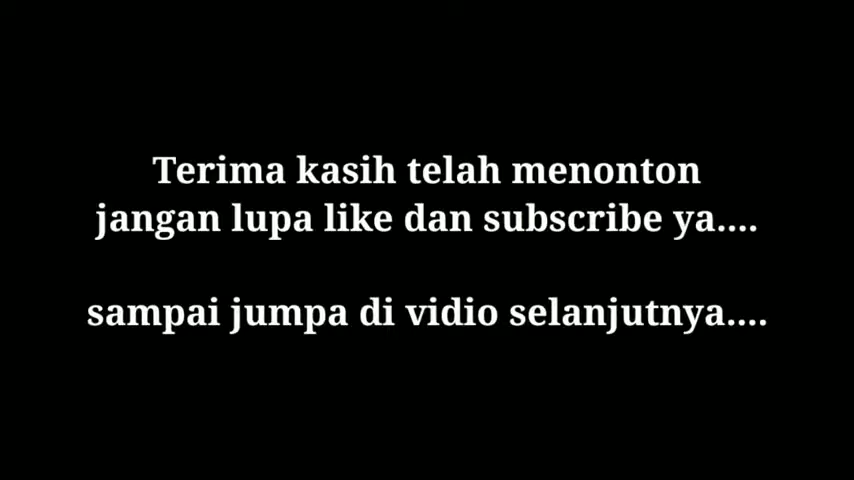 Terima kasih telah menonton
jangan lupa like dan subscribe ya....
sampai jumpa di vidio selanjutnya....